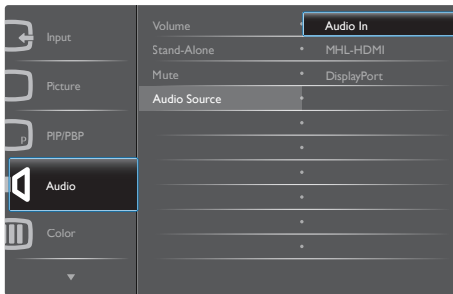 Input
Picture
P
PIP/PBP
Audio
Color
Volume
Stand-Alone
Mute
Audio Source
Audio In
MHL-HDMI
DisplayPort